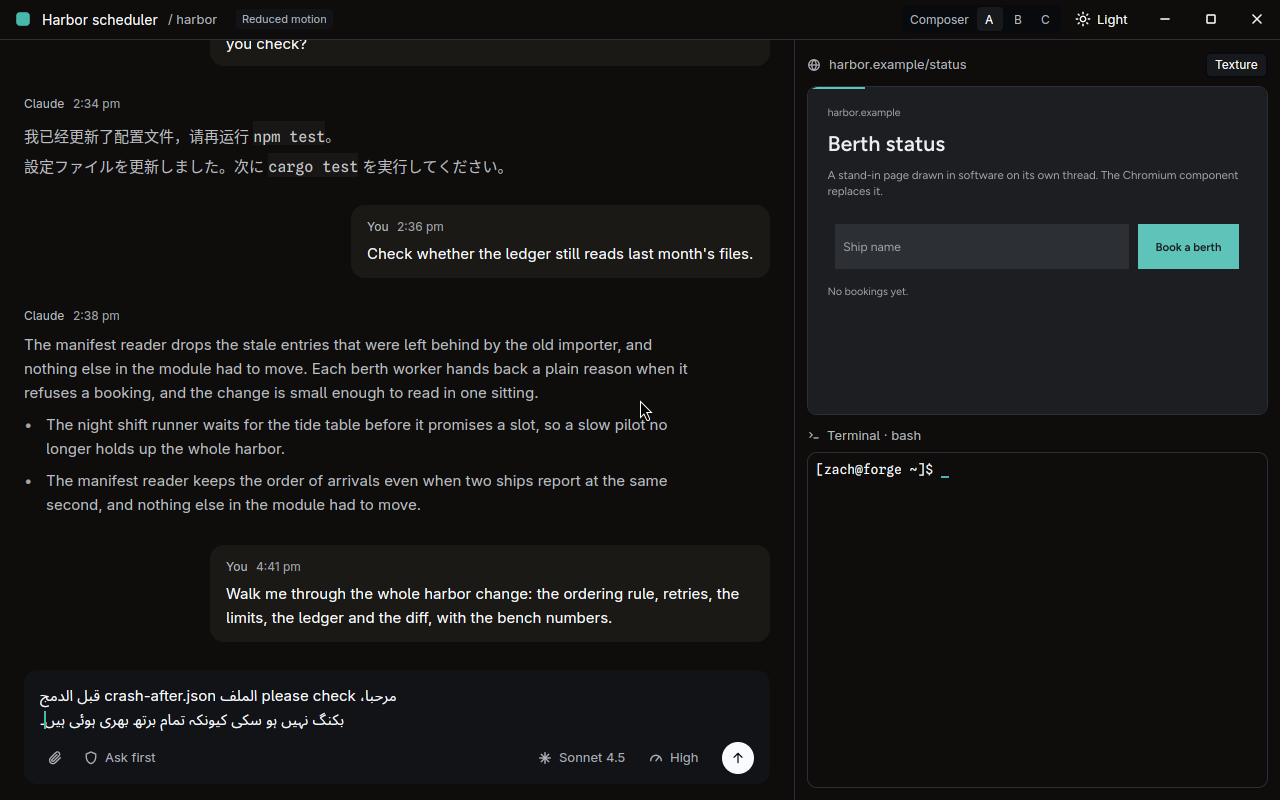 Harbor scheduler / harbor Reduced motion Composer A B C Light
you check?
Claude 2:34 pm
我已经更新了配置文件，请再运行 npm test。
設定ファイルを更新しました。次に cargo test を実行してください。
You 2:36 pm
Check whether the ledger still reads last month's files.
Claude 2:38 pm
The manifest reader drops the stale entries that were left behind by the old importer, and
nothing else in the module had to move. Each berth worker hands back a plain reason when it
refuses a booking, and the change is small enough to read in one sitting.
• The night shift runner waits for the tide table before it promises a slot, so a slow pilot no
longer holds up the whole harbor.
• The manifest reader keeps the order of arrivals even when two ships report at the same
second, and nothing else in the module had to move.
You 4:41 pm
Walk me through the whole harbor change: the ordering rule, retries, the
limits, the ledger and the diff, with the bench numbers.
مرحبا، please check الملف crash-after.json قبل الدمج
بکنگ نہیں ہو سکی کیونکہ تمام برتھ بھری ہوئی ہیں۔
Ask first Sonnet 4.5 High
harbor.example/status Texture
harbor.example
Berth status
A stand-in page drawn in software on its own thread. The Chromium component
replaces it.
Ship name Book a berth
No bookings yet.
Terminal · bash
[zach@forge ~]$ _